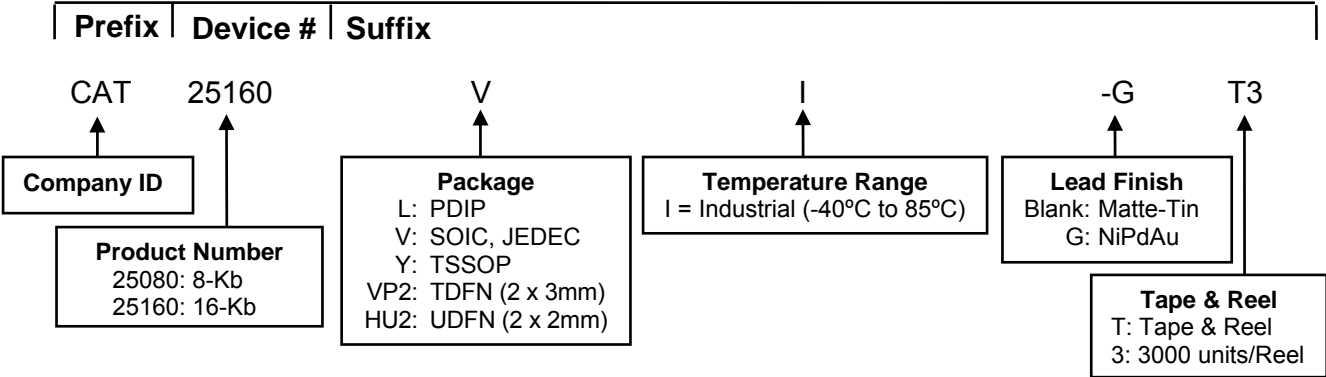 Prefix Device # Suffix
CAT 25160 V I -G T3
Company ID
Product Number
25080: 8-Kb
25160: 16-Kb
Package
L: PDIP
V: SOIC, JEDEC
Y: TSSOP
VP2: TDFN (2 x 3mm)
HU2: UDFN (2 x 2mm)
Temperature Range
I = Industrial (-40ºC to 85ºC)
Lead Finish
Blank: Matte-Tin
G: NiPdAu
Tape & Reel
T: Tape & Reel
3: 3000 units/Reel